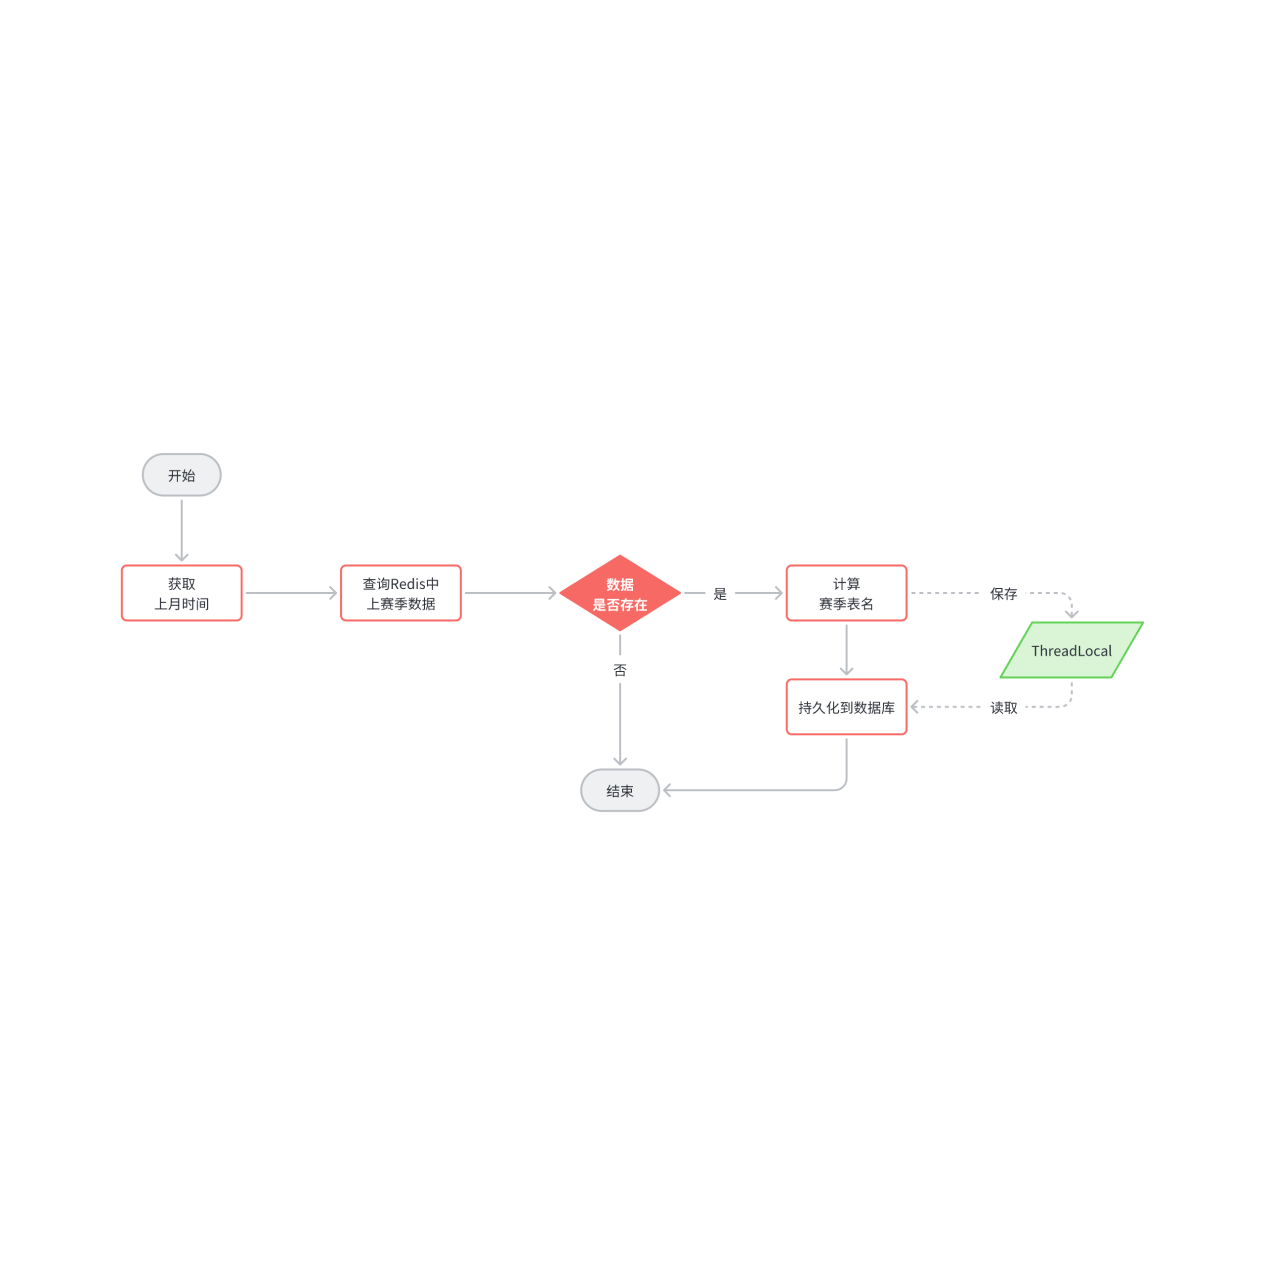 开始
获取
上月时间
查询Redis中
上赛季数据
数据
是否存在
是
计算
赛季表名
保存
ThreadLocal
否
持久化到数据库
读取
结束